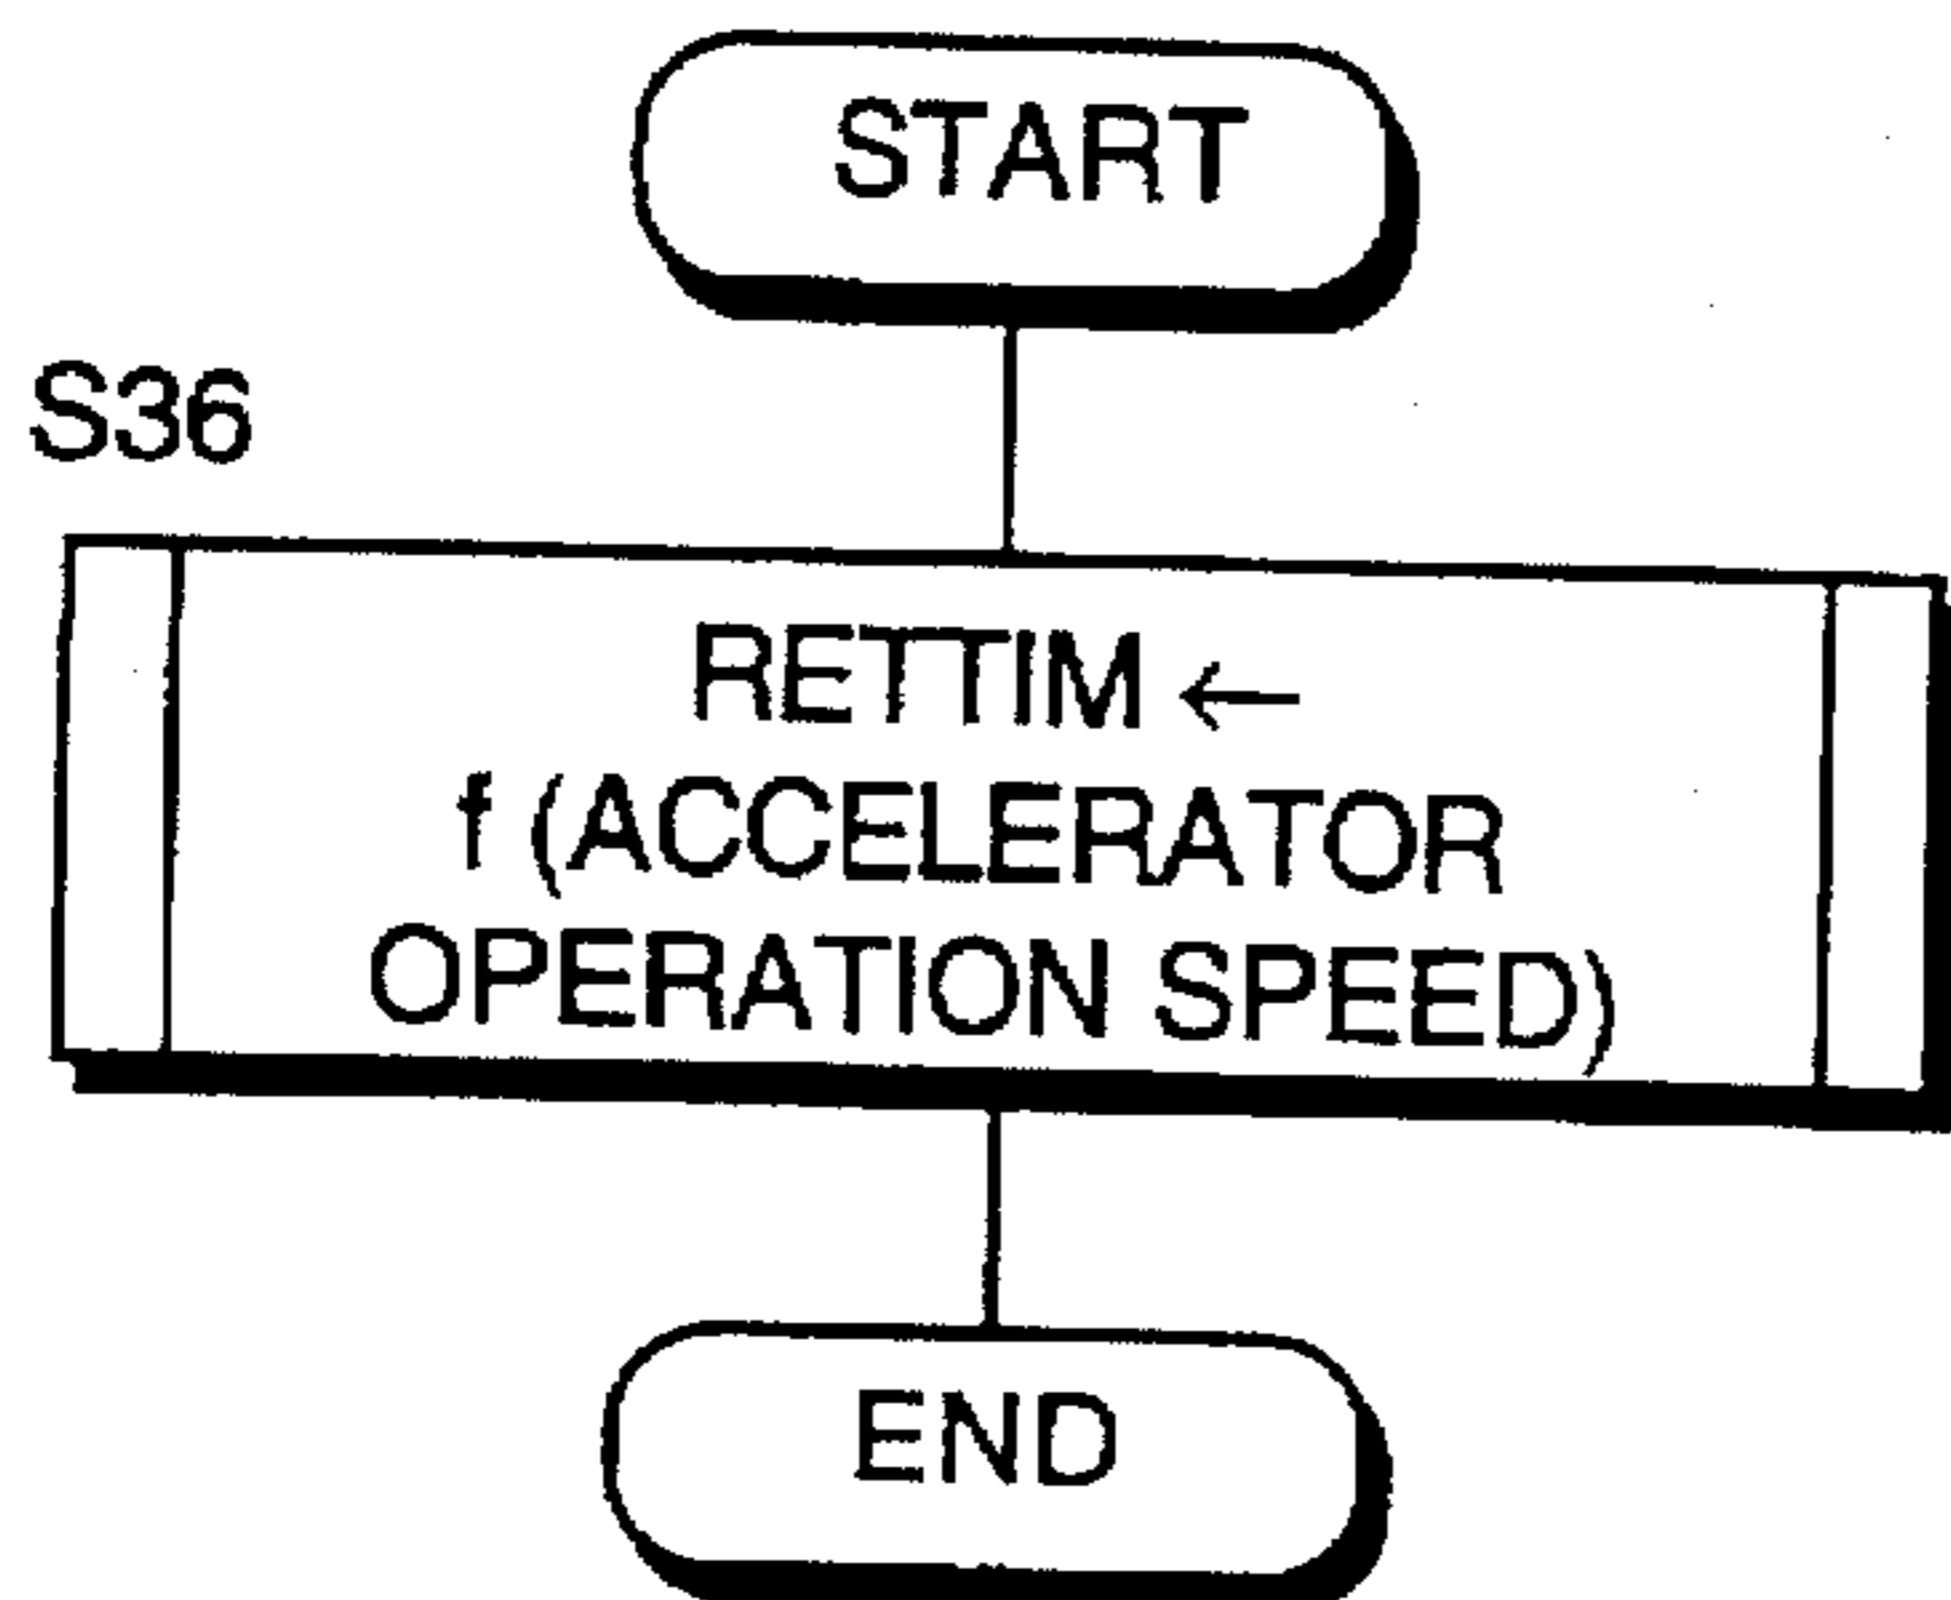 START
S36
RETTIM ←
f (ACCELERATOR
OPERATION SPEED)
END